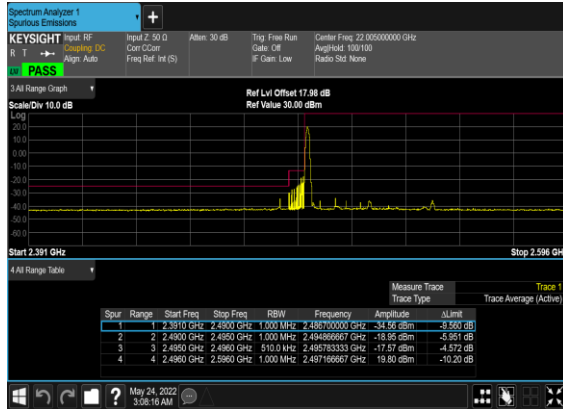 Spectrum Analyzer 1
Spurious Emissions
+
KEYSIGHT Input: RF Input Z: 50 Ω Atten: 30 dB Trig: Free Run Center Freq: 22.005000000 GHz
R T Coupling: DC Corr CCorr Gate: Off Avg|Hold: 100/100
Align: Auto Freq Ref: Int (S) IF Gain: Low Radio Std: None
PASS
3 All Range Graph Ref Lvl Offset 17.98 dB
Scale/Div 10.0 dB Ref Value 30.00 dBm
Log
20.0
10.0
0.00
-10.0
-20.0
-30.0
-40.0
-50.0
-60.0
Start 2.391 GHz Stop 2.596 GHz
4 All Range Table
Measure Trace Trace 1
Trace Type Trace Average (Active)
Spur Range Start Freq Stop Freq RBW Frequency Amplitude ΔLimit
1 1 2.3910 GHz 2.4900 GHz 1.000 MHz 2.486700000 GHz -34.56 dBm -9.560 dB
2 2 2.4900 GHz 2.4950 GHz 1.000 MHz 2.494866667 GHz -18.95 dBm -5.951 dB
3 3 2.4950 GHz 2.4960 GHz 510.0 kHz 2.495783333 GHz -17.57 dBm -4.572 dB
4 4 2.4960 GHz 2.5960 GHz 1.000 MHz 2.497166667 GHz 19.80 dBm -10.20 dB
? May 24, 2022
3:08:16 AM